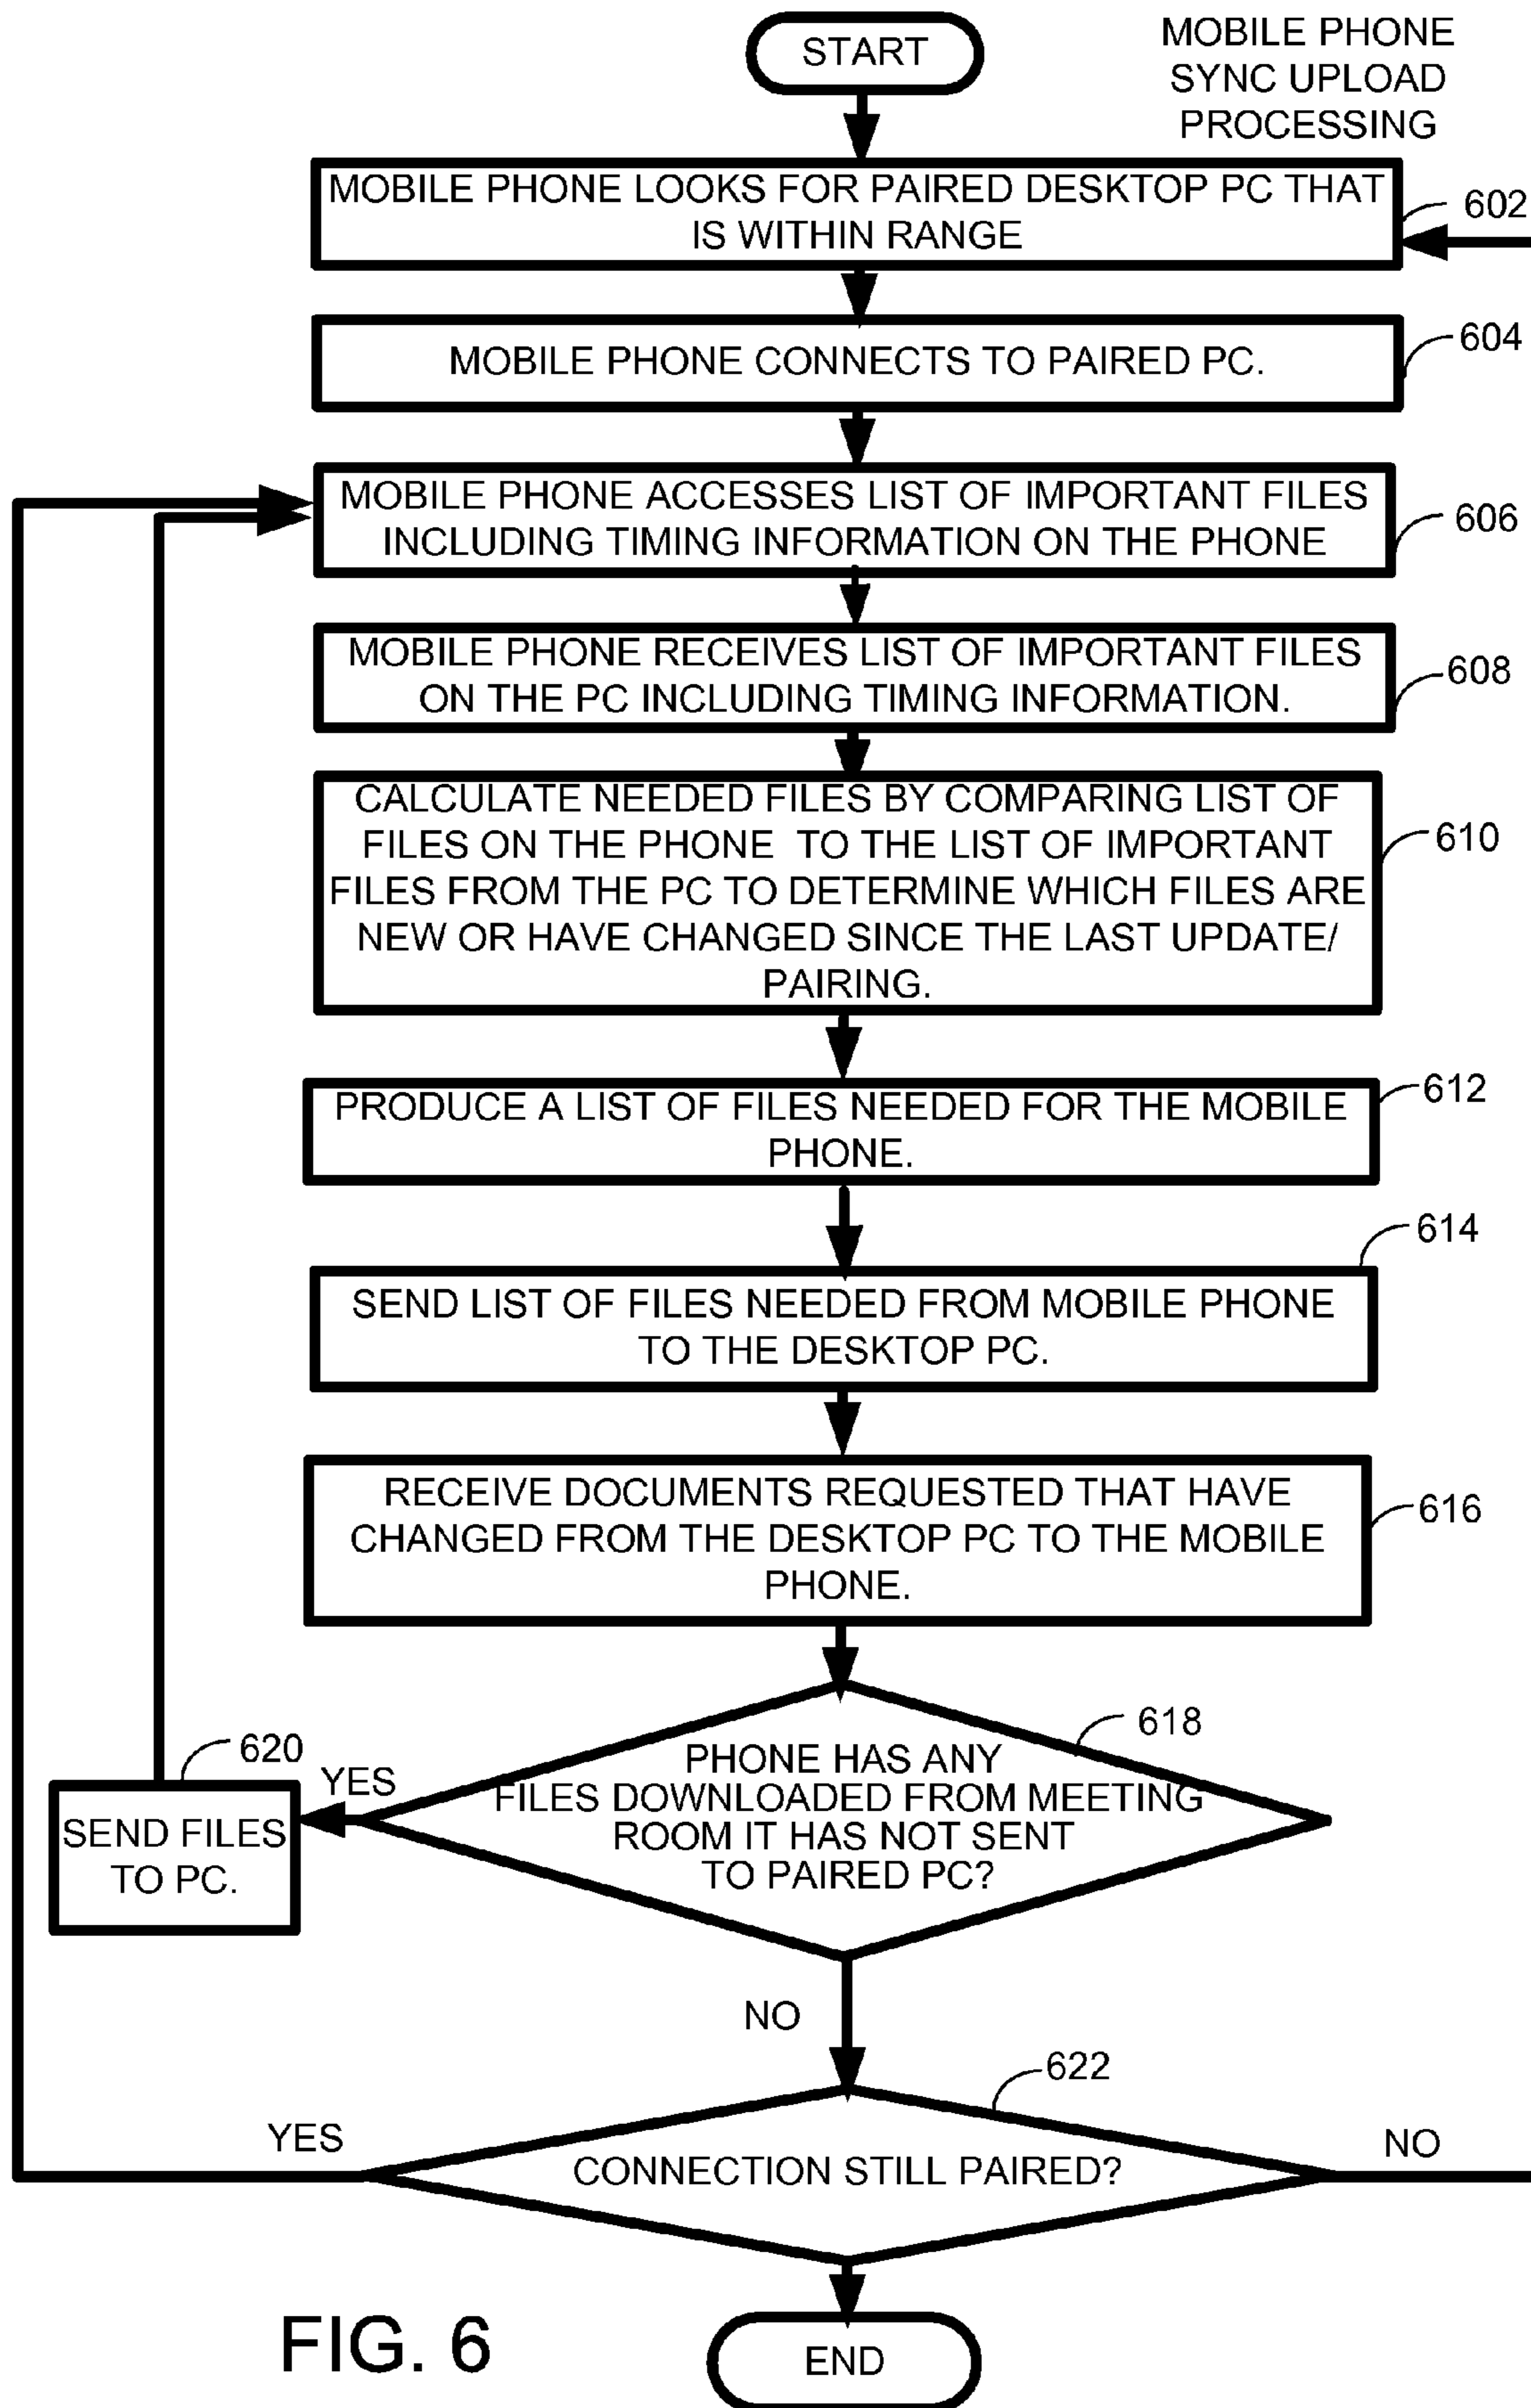 START
MOBILE PHONE
SYNC UPLOAD
PROCESSING
MOBILE PHONE LOOKS FOR PAIRED DESKTOP PC THAT
IS WITHIN RANGE
602
MOBILE PHONE CONNECTS TO PAIRED PC.
604
MOBILE PHONE ACCESSES LIST OF IMPORTANT FILES
INCLUDING TIMING INFORMATION ON THE PHONE
606
MOBILE PHONE RECEIVES LIST OF IMPORTANT FILES
ON THE PC INCLUDING TIMING INFORMATION.
608
CALCULATE NEEDED FILES BY COMPARING LIST OF
FILES ON THE PHONE TO THE LIST OF IMPORTANT
FILES FROM THE PC TO DETERMINE WHICH FILES ARE
NEW OR HAVE CHANGED SINCE THE LAST UPDATE/
PAIRING.
610
PRODUCE A LIST OF FILES NEEDED FOR THE MOBILE
PHONE.
612
614
SEND LIST OF FILES NEEDED FROM MOBILE PHONE
TO THE DESKTOP PC.
RECEIVE DOCUMENTS REQUESTED THAT HAVE
CHANGED FROM THE DESKTOP PC TO THE MOBILE
PHONE.
616
618
PHONE HAS ANY
FILES DOWNLOADED FROM MEETING
ROOM IT HAS NOT SENT
TO PAIRED PC?
YES
620
SEND FILES
TO PC.
NO
622
CONNECTION STILL PAIRED?
YES
NO
END
FIG. 6